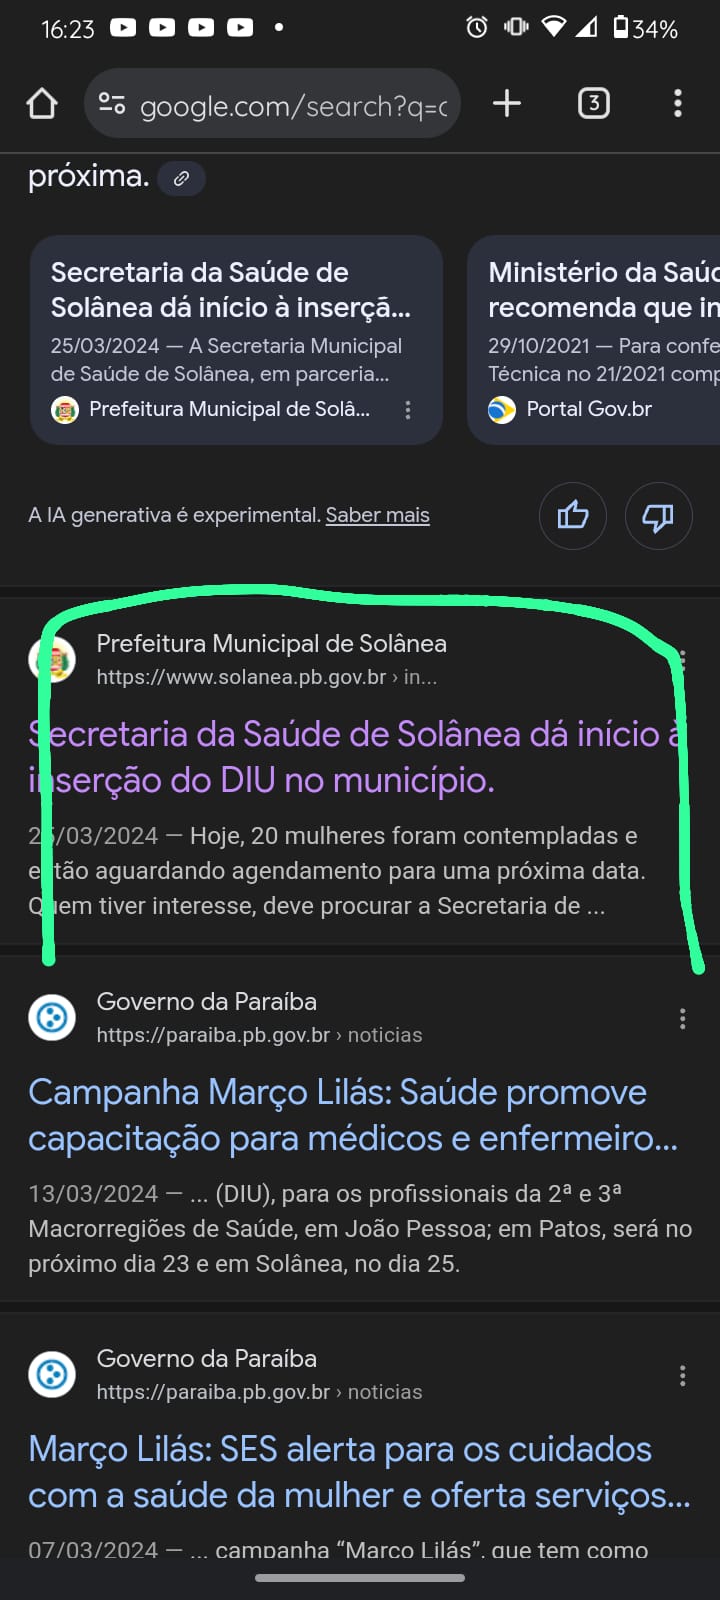 16:23
34%
google.com/search?q=c
3
próxima.
Secretaria da Saúde de
Solânea dá início à inserçã...
25/03/2024 — A Secretaria Municipal
de Saúde de Solânea, em parceria...
Prefeitura Municipal de Solâ...
Ministério da Saúc
recomenda que in
29/10/2021 — Para confe
Técnica no 21/2021 comp
Portal Gov.br
A IA generativa é experimental. Saber mais
Prefeitura Municipal de Solânea
https://www.solanea.pb.gov.br › in...
Secretaria da Saúde de Solânea dá início à
inserção do DIU no município.
25/03/2024 — Hoje, 20 mulheres foram contempladas e
estão aguardando agendamento para uma próxima data.
Quem tiver interesse, deve procurar a Secretaria de ...
Governo da Paraíba
https://paraiba.pb.gov.br › noticias
Campanha Março Lilás: Saúde promove
capacitação para médicos e enfermeiro...
13/03/2024 — ... (DIU), para os profissionais da 2ª e 3ª
Macrorregiões de Saúde, em João Pessoa; em Patos, será no
próximo dia 23 e em Solânea, no dia 25.
Governo da Paraíba
https://paraiba.pb.gov.br › noticias
Março Lilás: SES alerta para os cuidados
com a saúde da mulher e oferta serviços...
07/03/2024 — ... campanha “Março Lilás”, que tem como